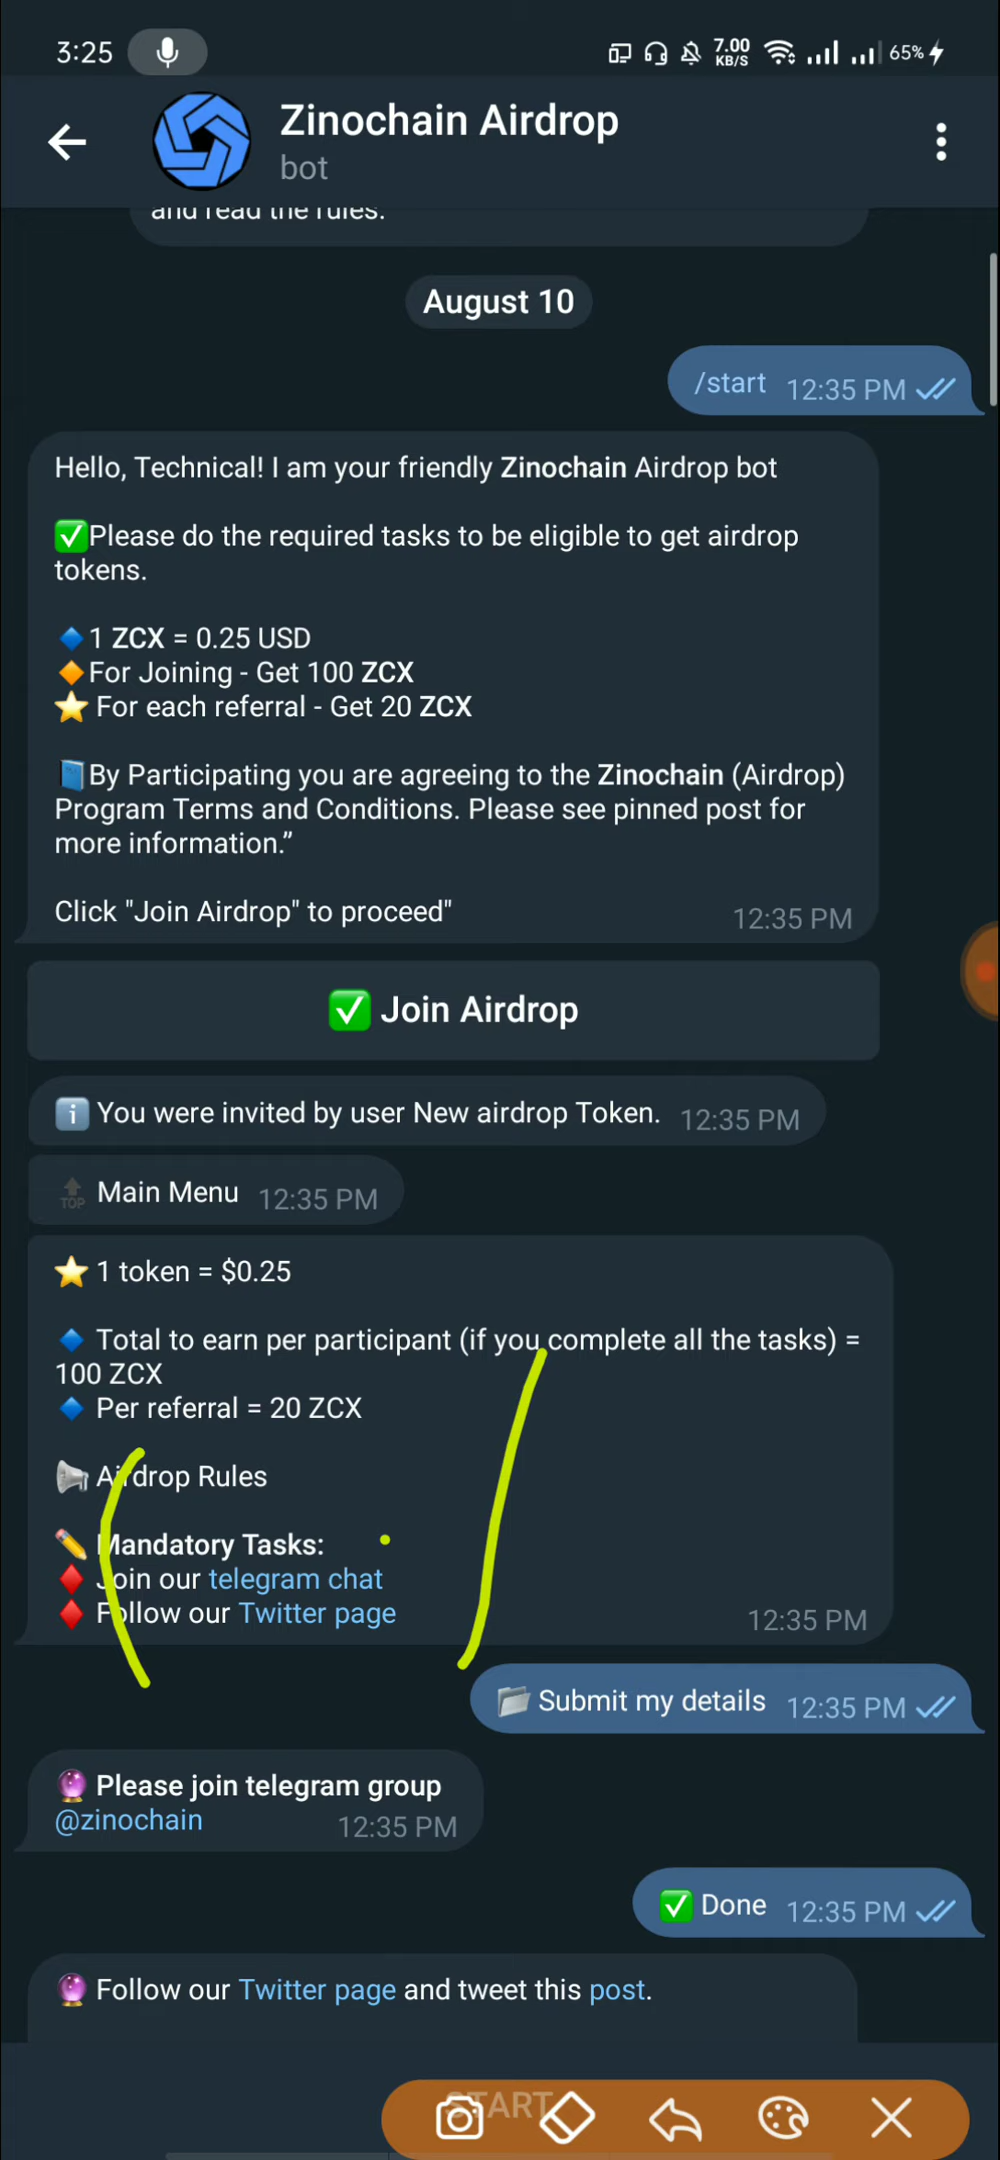 3:25
7.00
KB/S
65%
Zinochain Airdrop
bot
and read the rules.
August 10
/start 12:35 PM
Hello, Technical! I am your friendly Zinochain Airdrop bot
✅Please do the required tasks to be eligible to get airdrop
tokens.
🔹1 ZCX = 0.25 USD
🔶For Joining - Get 100 ZCX
⭐ For each referral - Get 20 ZCX
📘By Participating you are agreeing to the Zinochain (Airdrop)
Program Terms and Conditions. Please see pinned post for
more information.”
Click "Join Airdrop" to proceed"
12:35 PM
✅ Join Airdrop
ℹ️ You were invited by user New airdrop Token. 12:35 PM
🔝 Main Menu 12:35 PM
⭐ 1 token = $0.25
🔹 Total to earn per participant (if you complete all the tasks) =
100 ZCX
🔹 Per referral = 20 ZCX
📢 Airdrop Rules
✏️ Mandatory Tasks:
♦️ Join our telegram chat
♦️ Follow our Twitter page
12:35 PM
📂 Submit my details 12:35 PM
🔮 Please join telegram group
@zinochain 12:35 PM
✅ Done 12:35 PM
🔮 Follow our Twitter page and tweet this post.
START